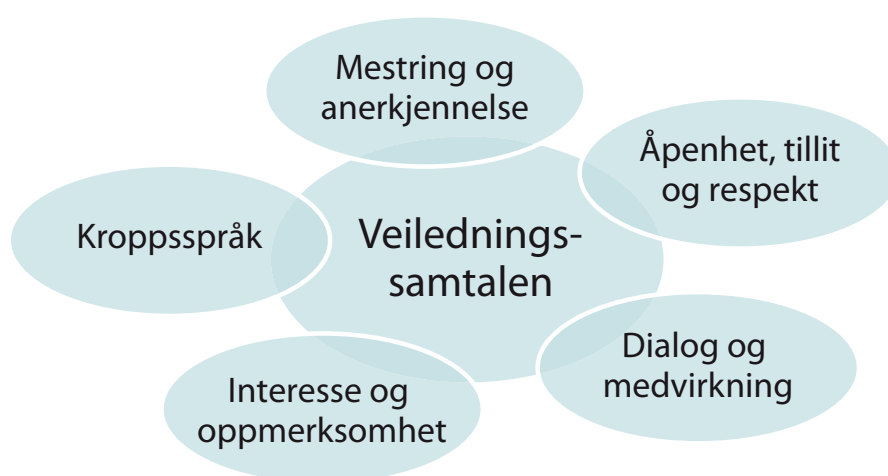 Mestring og
anerkjennelse
Åpenhet, tillit
og respekt
Kroppsspråk
Veilednings-
samtalen
Dialog og
medvirkning
Interesse og
oppmerksomhet